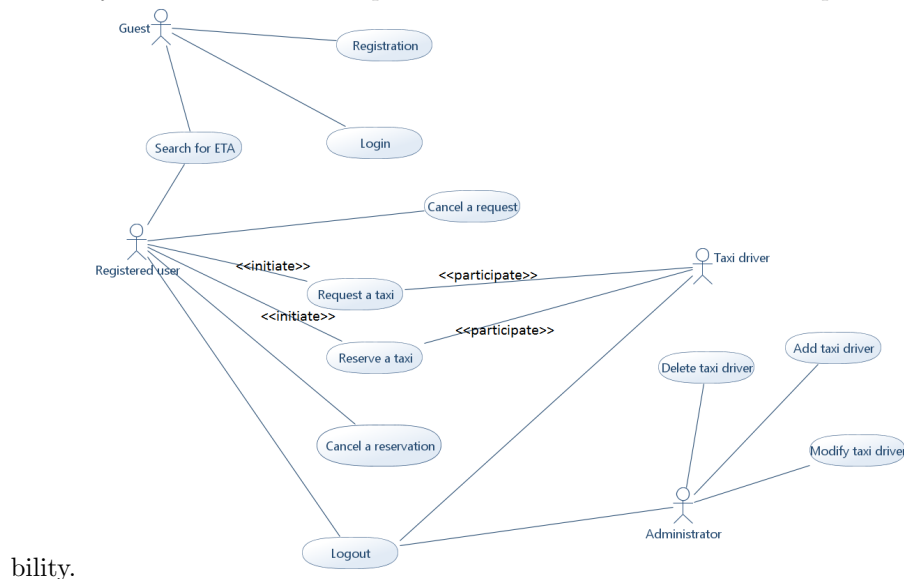 Guest
Registration
Login
Search for ETA
Cancel a request
Registered user
<<initiate>>
<<participate>>
Taxi driver
Request a taxi
<<initiate>>
<<participate>>
Reserve a taxi
Add taxi driver
Delete taxi driver
Cancel a reservation
Modify taxi driver
Administrator
Logout
bility.